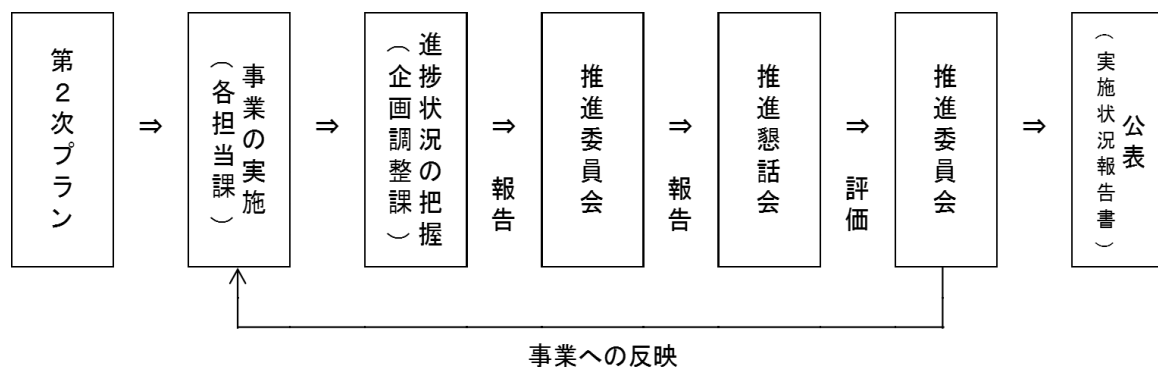 第２次プラン
⇒
事業の実施
（各担当課）
⇒
進捗状況の把握
（企画調整課）
⇒
報告
推進委員会
⇒
報告
推進懇話会
⇒
評価
推進委員会
⇒
公表
（実施状況報告書）
事業への反映